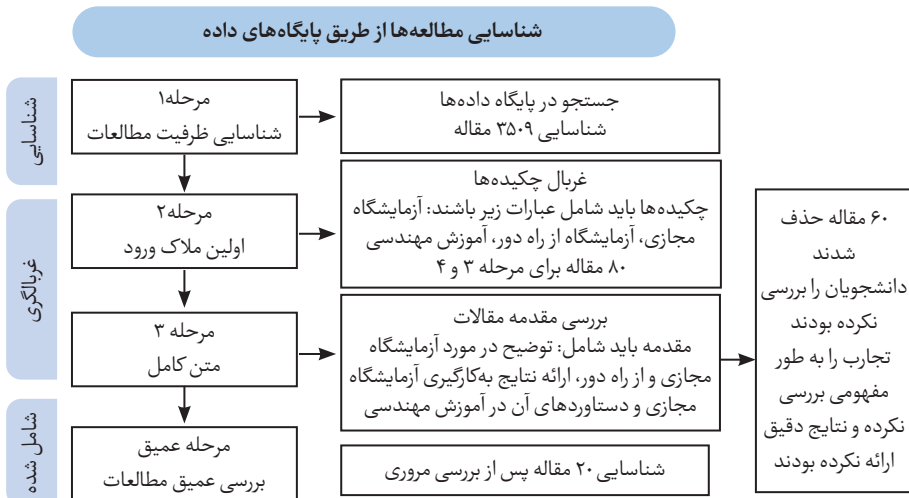 شناسایی مطالعه‌ها از طریق پایگاه‌های داده
شناسایی
مرحله۱
شناسایی ظرفیت مطالعات
جستجو در پایگاه داده‌ها
شناسایی ۳۵۰۹ مقاله
غربالگری
مرحله۲
اولین ملاک ورود
غربال چکیده‌ها
چکیده‌ها باید شامل عبارات زیر باشند: آزمایشگاه
مجازی، آزمایشگاه از راه دور، آموزش مهندسی
۸۰ مقاله برای مرحله ۳ و ۴
مرحله ۳
متن کامل
بررسی مقدمه مقالات
مقدمه باید شامل: توضیح در مورد آزمایشگاه
مجازی و از راه دور، ارائه نتایج به‌کارگیری آزمایشگاه
مجازی و دستاوردهای آن در آموزش مهندسی
۶۰ مقاله حذف
شدند
دانشجویان را بررسی
نکرده بودند
تجارب را به طور
مفهومی بررسی
نکرده و نتایج دقیق
ارائه نکرده بودند
شامل شده
مرحله عمیق
بررسی عمیق مطالعات
شناسایی ۲۰ مقاله پس از بررسی مروری